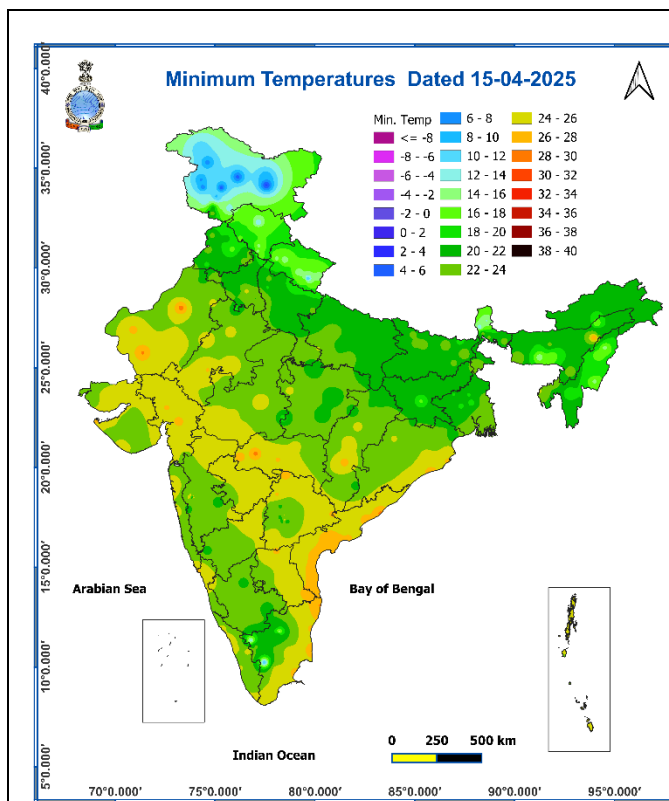 Minimum Temperatures Dated 15-04-2025
Min. Temp
<= -8
-8 - -6
-6 - -4
-4 - -2
-2 - 0
0 - 2
2 - 4
4 - 6
6 - 8
8 - 10
10 - 12
12 - 14
14 - 16
16 - 18
18 - 20
20 - 22
22 - 24
24 - 26
26 - 28
28 - 30
30 - 32
32 - 34
34 - 36
36 - 38
38 - 40
40°0.000'
35°0.000'
30°0.000'
25°0.000'
20°0.000'
15°0.000'
10°0.000'
5°0.000'
Arabian Sea
Bay of Bengal
Indian Ocean
0 250 500 km
70°0.000' 75°0.000' 80°0.000' 85°0.000' 90°0.000' 95°0.000'